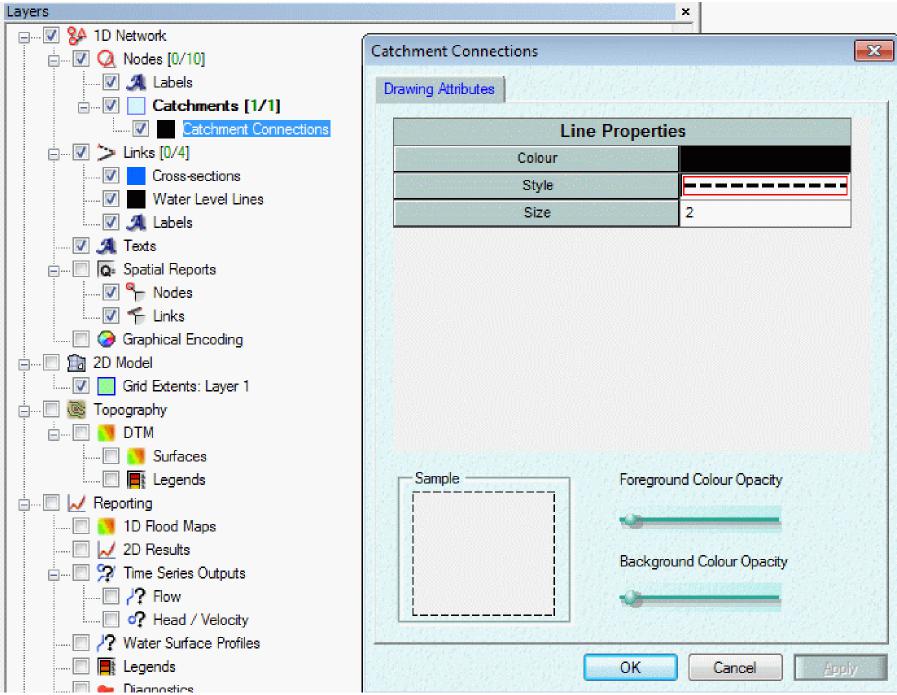 Layers
1D Network
Nodes [0/10]
Labels
Catchments [1/1]
Catchment Connections
Links [0/4]
Cross-sections
Water Level Lines
Labels
Texts
Spatial Reports
Nodes
Links
Graphical Encoding
2D Model
Grid Extents: Layer 1
Topography
DTM
Surfaces
Legends
Reporting
1D Flood Maps
2D Results
Time Series Outputs
Flow
Head / Velocity
Water Surface Profiles
Legends
Diagnostics
Catchment Connections
Drawing Attributes
Line Properties
Colour
Style
Size 2
Sample
Foreground Colour Opacity
Background Colour Opacity
OK Cancel Apply